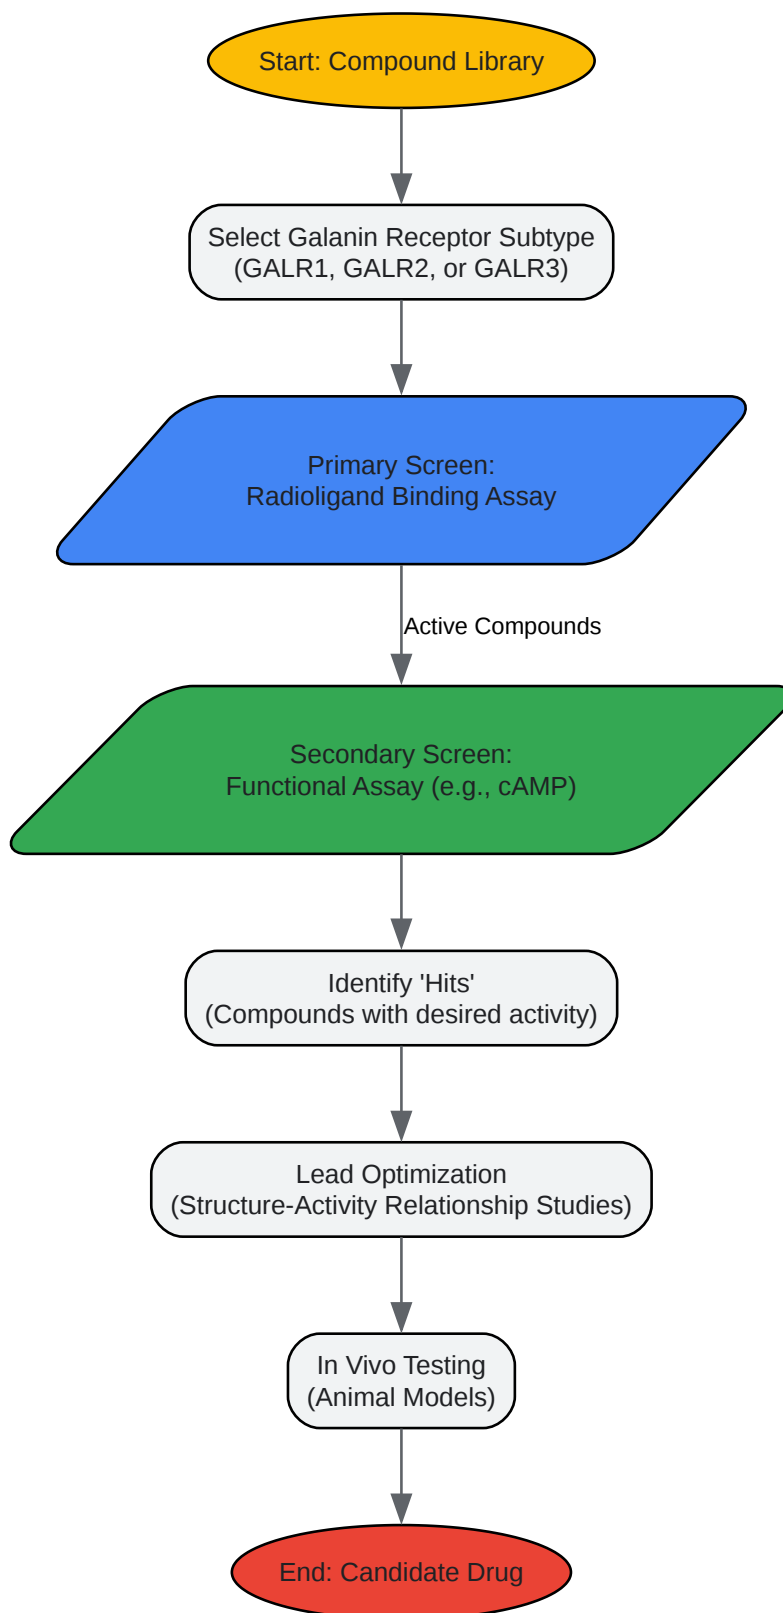 Start: Compound Library
Select Galanin Receptor Subtype
(GALR1, GALR2, or GALR3)
Primary Screen:
Radioligand Binding Assay
Active Compounds
Secondary Screen:
Functional Assay (e.g., cAMP)
Identify 'Hits'
(Compounds with desired activity)
Lead Optimization
(Structure-Activity Relationship Studies)
In Vivo Testing
(Animal Models)
End: Candidate Drug